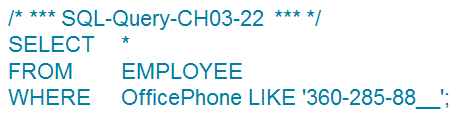 /* *** SQL-Query-CH03-22 *** */
SELECT *
FROM EMPLOYEE
WHERE OfficePhone LIKE '360-285-88__';